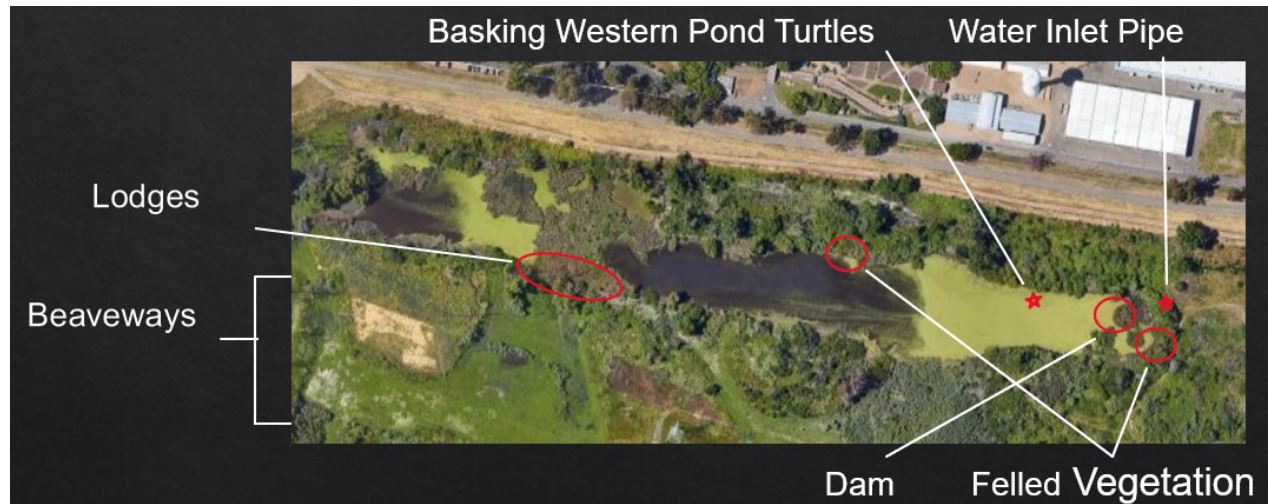 Basking Western Pond Turtles
Water Inlet Pipe
Lodges
Beaveways
Dam
Felled Vegetation